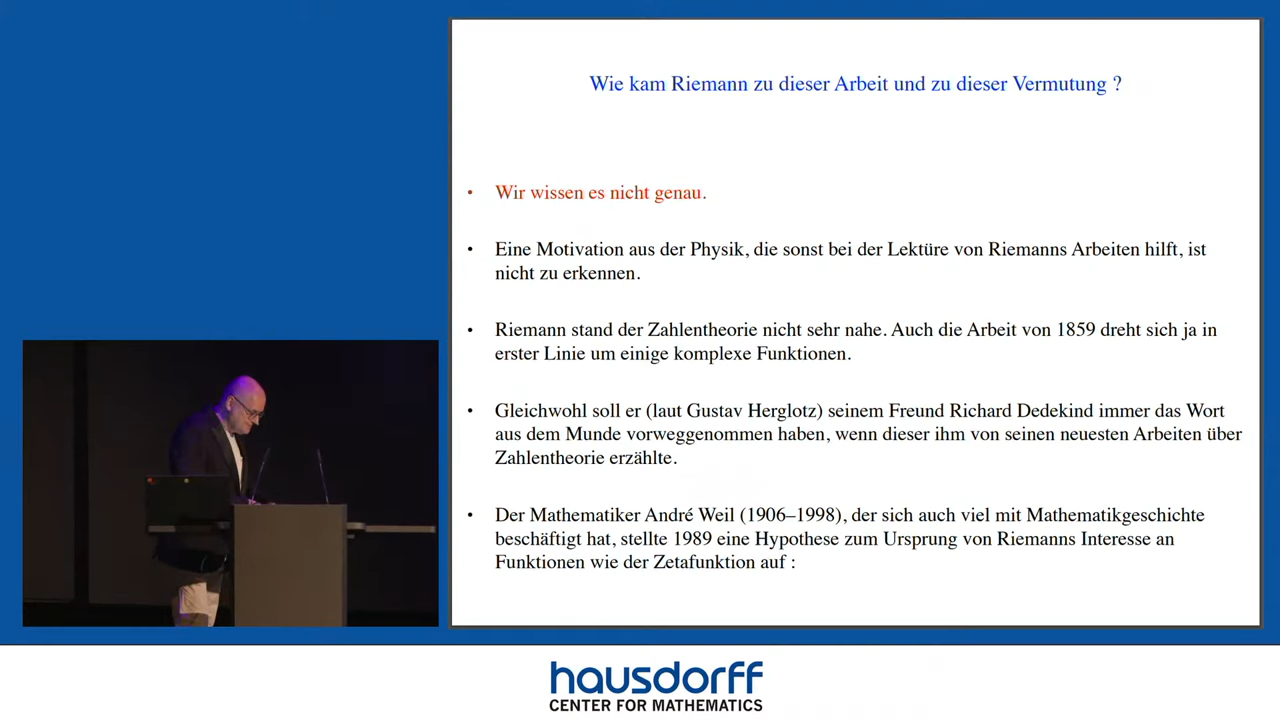 Wie kam Riemann zu dieser Arbeit und zu dieser Vermutung ?
• Wir wissen es nicht genau.
• Eine Motivation aus der Physik, die sonst bei der Lektüre von Riemanns Arbeiten hilft, ist
nicht zu erkennen.
• Riemann stand der Zahlentheorie nicht sehr nahe. Auch die Arbeit von 1859 dreht sich ja in
erster Linie um einige komplexe Funktionen.
• Gleichwohl soll er (laut Gustav Herglotz) seinem Freund Richard Dedekind immer das Wort
aus dem Munde vorweggenommen haben, wenn dieser ihm von seinen neuesten Arbeiten über
Zahlentheorie erzählte.
• Der Mathematiker André Weil (1906–1998), der sich auch viel mit Mathematikgeschichte
beschäftigt hat, stellte 1989 eine Hypothese zum Ursprung von Riemanns Interesse an
Funktionen wie der Zetafunktion auf :
hausdorff
CENTER FOR MATHEMATICS